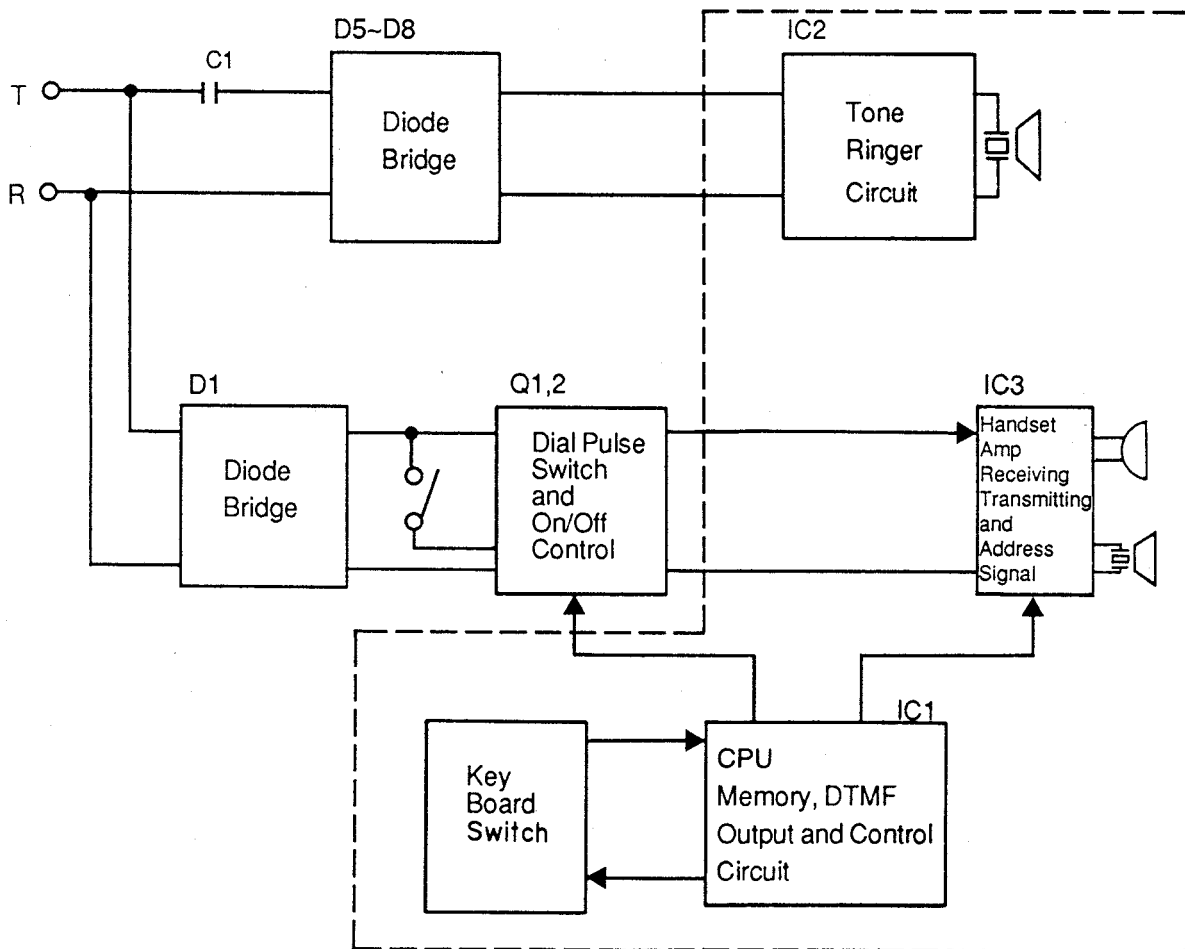 D5~D8
IC2
C1
T
Diode
Bridge
Tone
Ringer
Circuit
R
D1
Q1,2
IC3
Diode
Bridge
Dial Pulse
Switch
and
On/Off
Control
Handset
Amp
Receiving
Transmitting
and
Address
Signal
IC1
Key
Board
Switch
CPU
Memory, DTMF
Output and Control
Circuit